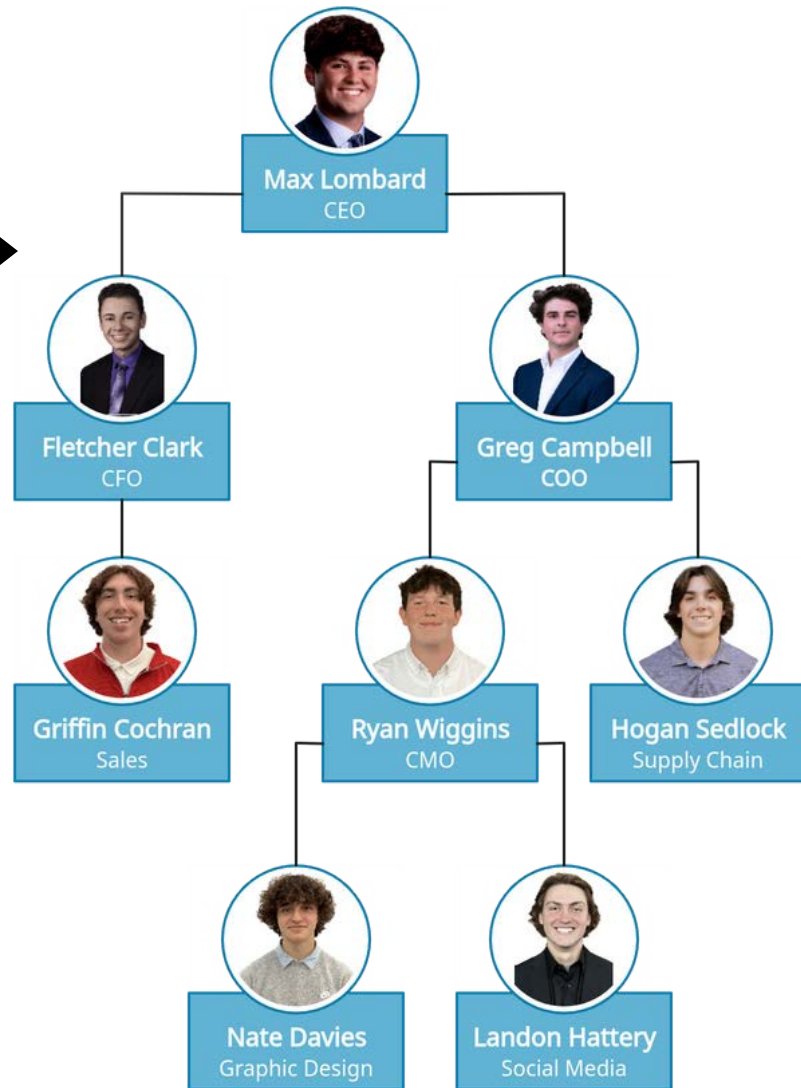 Max Lombard
CEO
Fletcher Clark
CFO
Greg Campbell
COO
Griffin Cochran
Sales
Ryan Wiggins
CMO
Hogan Sedlock
Supply Chain
Nate Davies
Graphic Design
Landon Hattery
Social Media